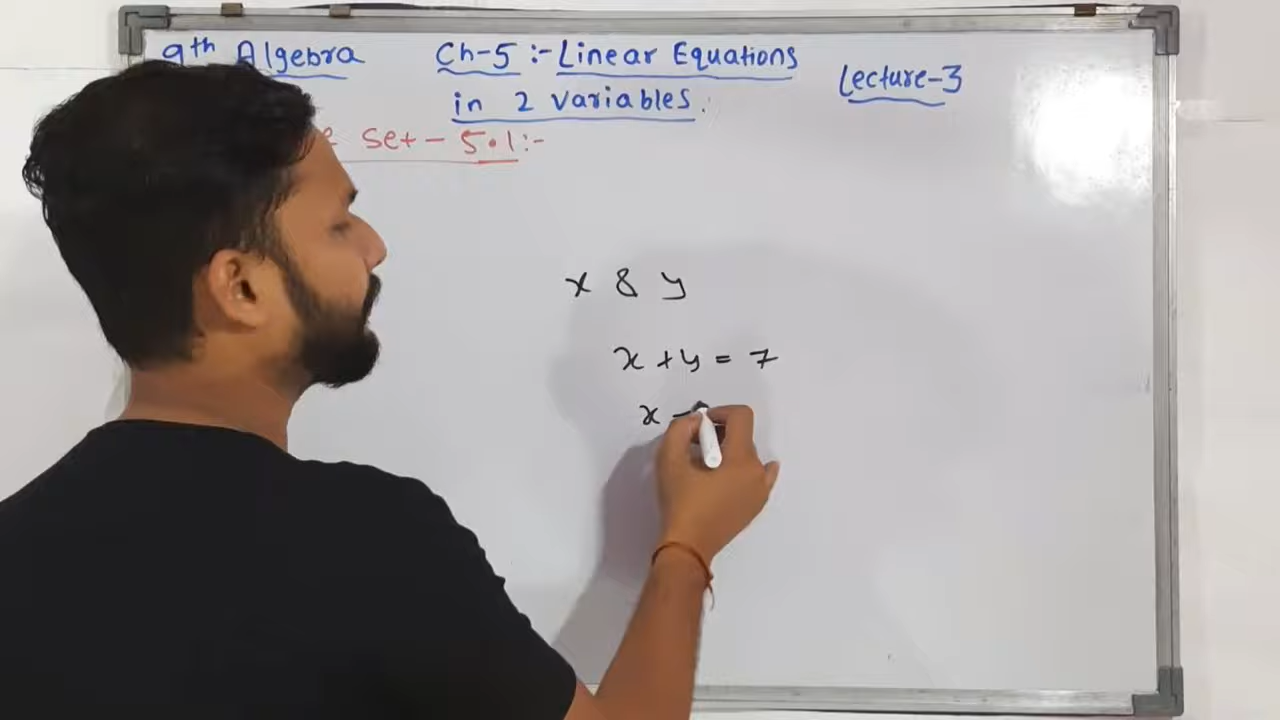 9th Algebra Ch-5 :- Linear Equations
in 2 variables.
Lecture-3
set - 5.1 :-
x & y
x + y = 7
x -